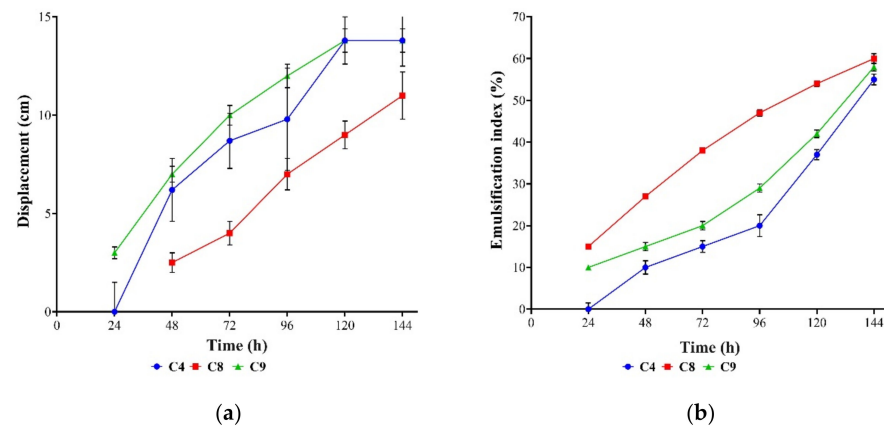 15
10
5
0
Displacement (cm)
0 24 48 72 96 120 144
Time (h)
C4 C8 C9
(a)
70
60
50
40
30
20
10
0
Emulsification index (%)
0 24 48 72 96 120 144
Time (h)
C4 C8 C9
(b)